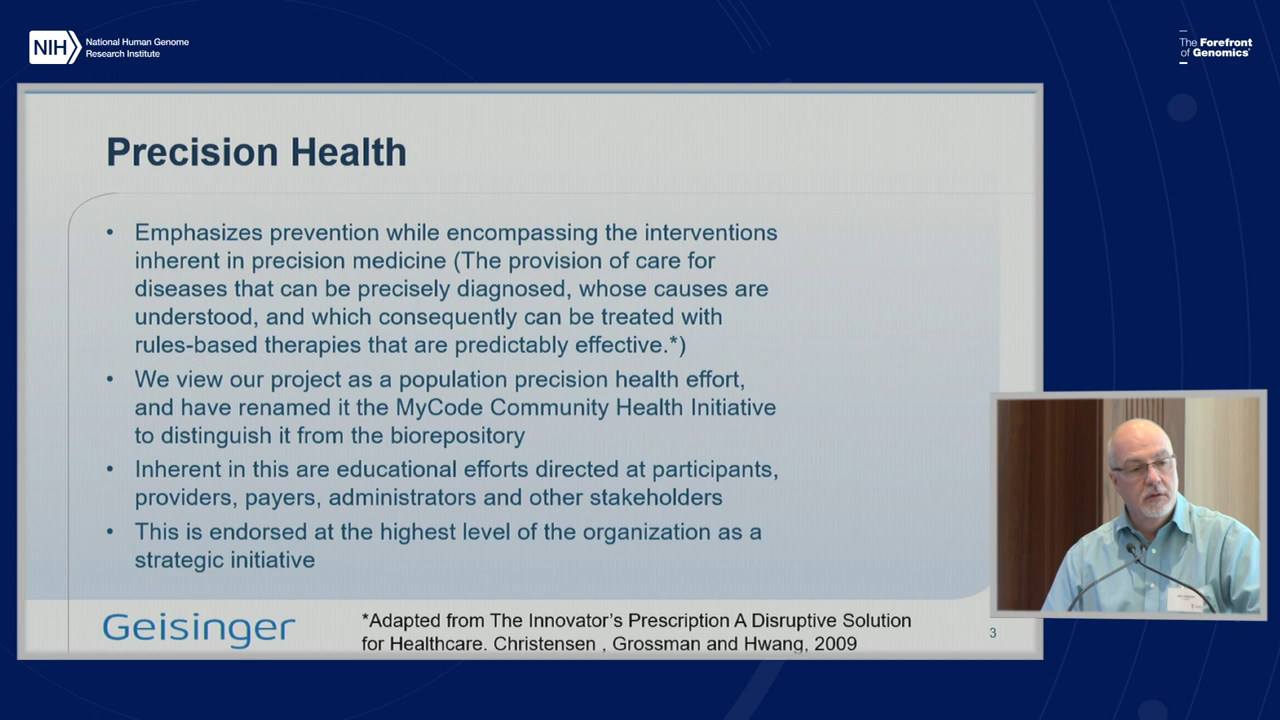 NIH
National Human Genome
Research Institute
The Forefront
of Genomics
Precision Health
• Emphasizes prevention while encompassing the interventions
inherent in precision medicine (The provision of care for
diseases that can be precisely diagnosed, whose causes are
understood, and which consequently can be treated with
rules-based therapies that are predictably effective.*)
• We view our project as a population precision health effort,
and have renamed it the MyCode Community Health Initiative
to distinguish it from the biorepository
• Inherent in this are educational efforts directed at participants,
providers, payers, administrators and other stakeholders
• This is endorsed at the highest level of the organization as a
strategic initiative
Geisinger
*Adapted from The Innovator's Prescription A Disruptive Solution
for Healthcare. Christensen , Grossman and Hwang, 2009
3